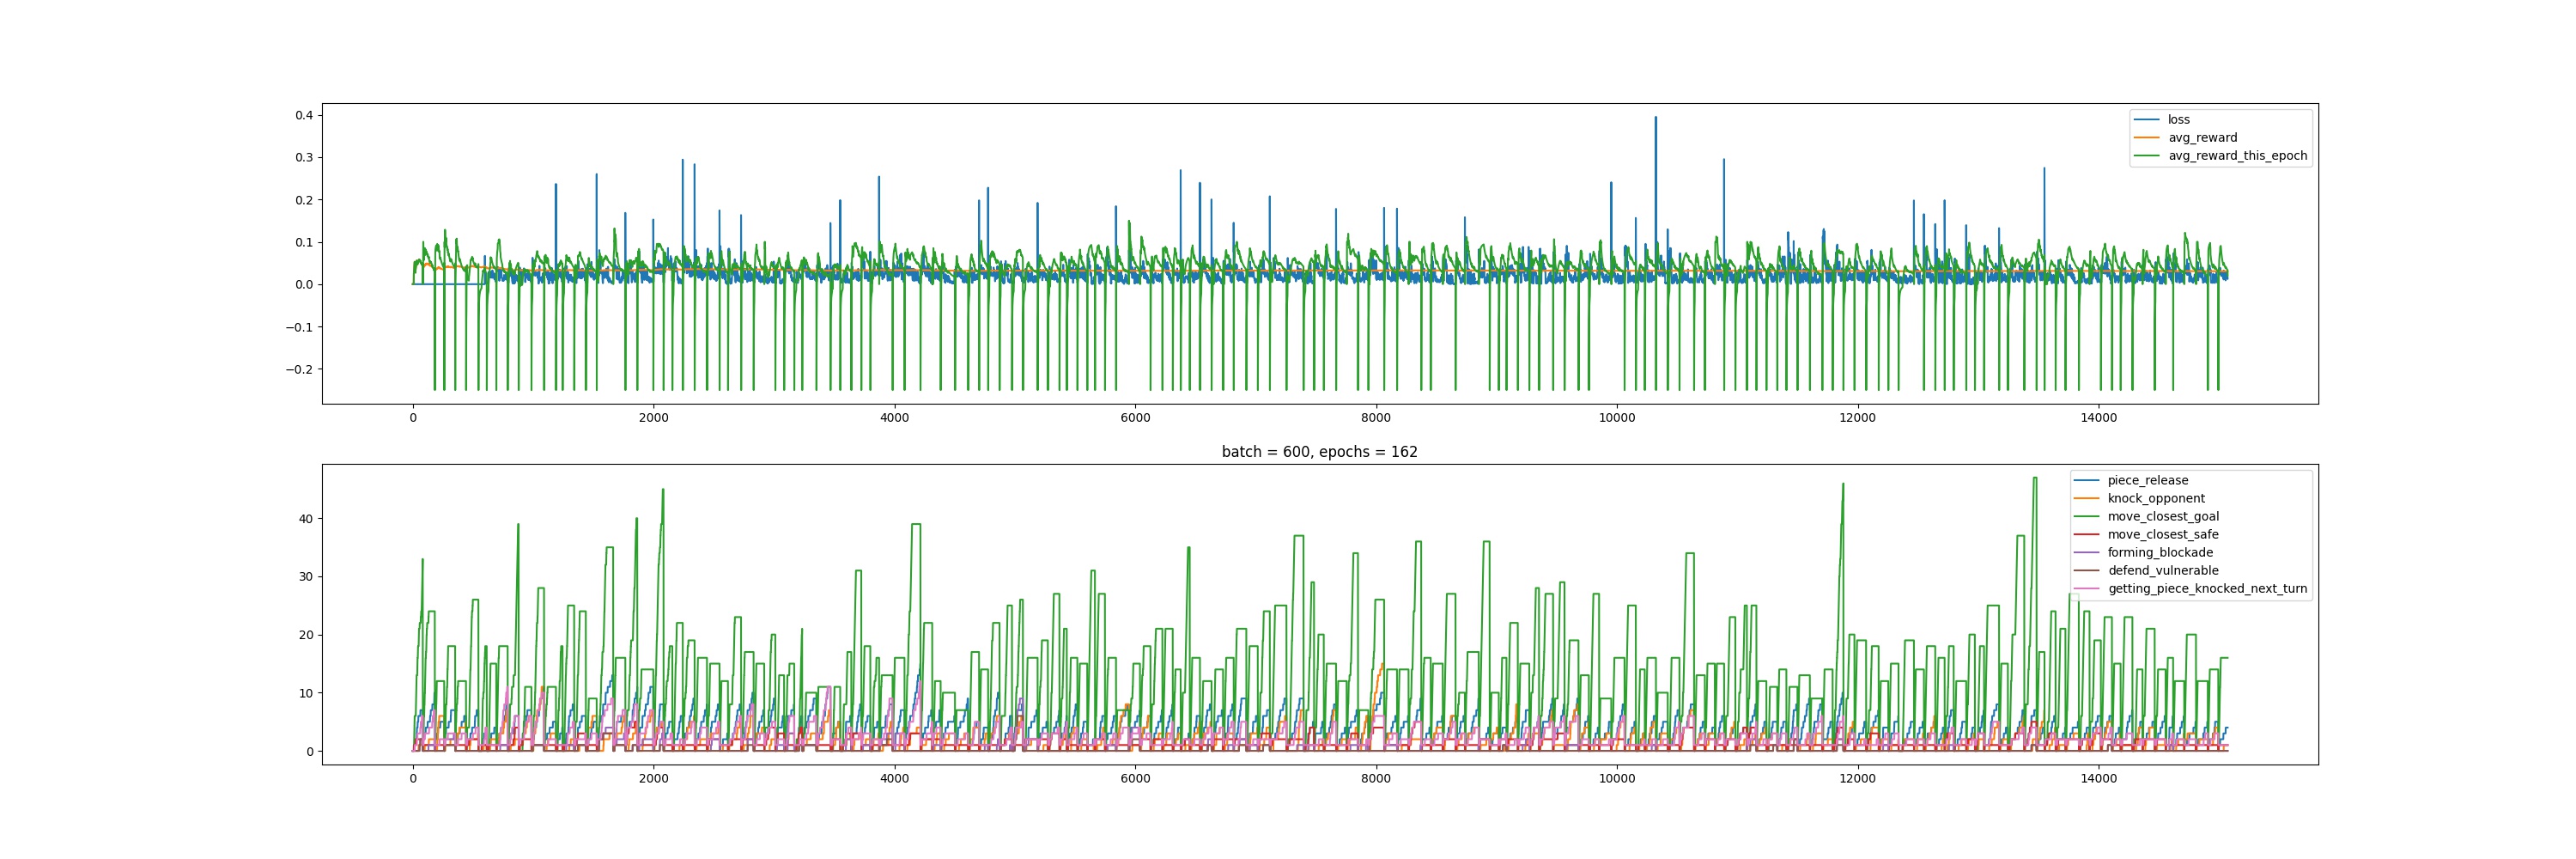 0.4
0.3
0.2
0.1
0.0
−0.1
−0.2
loss
avg_reward
avg_reward_this_epoch
0 2000 4000 6000 8000 10000 12000 14000
batch = 600, epochs = 162
40
30
20
10
0
piece_release
knock_opponent
move_closest_goal
move_closest_safe
forming_blockade
defend_vulnerable
getting_piece_knocked_next_turn
0 2000 4000 6000 8000 10000 12000 14000